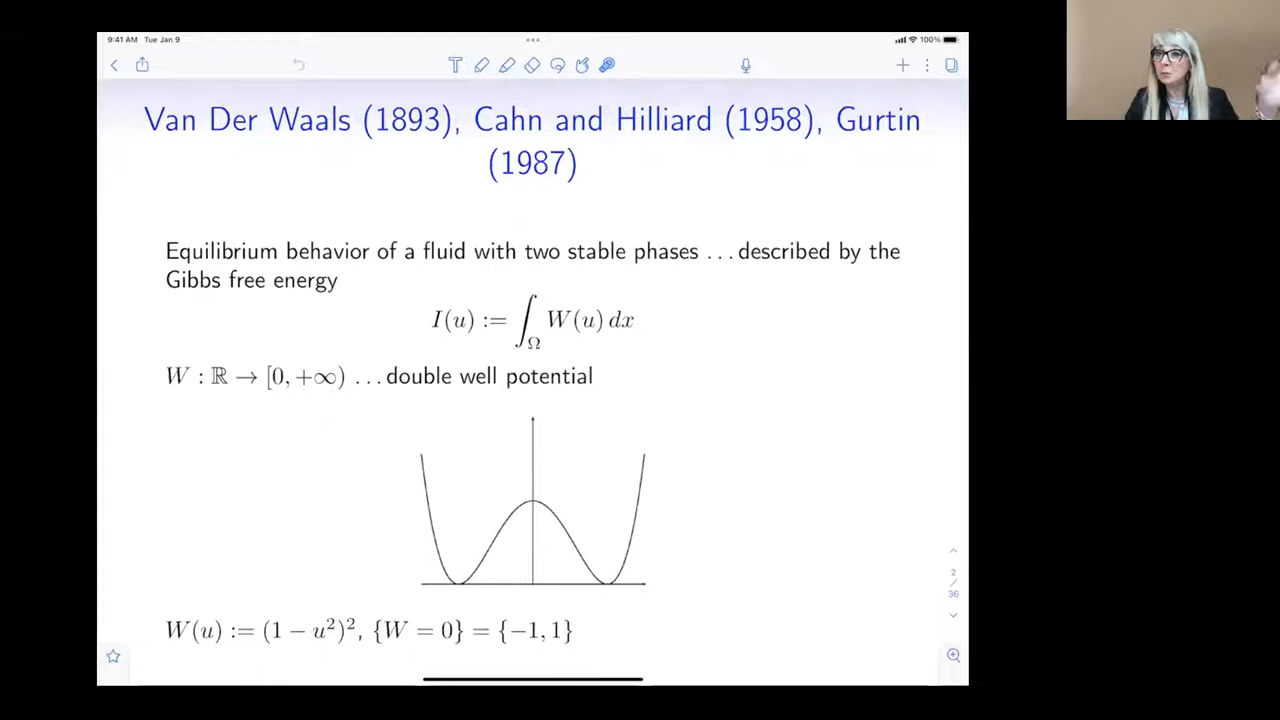 9:41 AM Tue Jan 9
100%
Van Der Waals (1893), Cahn and Hilliard (1958), Gurtin
(1987)
Equilibrium behavior of a fluid with two stable phases ... described by the
Gibbs free energy
I(u) := ∫_Ω W(u) dx
W : ℝ → [0, +∞) ... double well potential
2
/
36
W(u) := (1 − u²)², {W = 0} = {−1, 1}